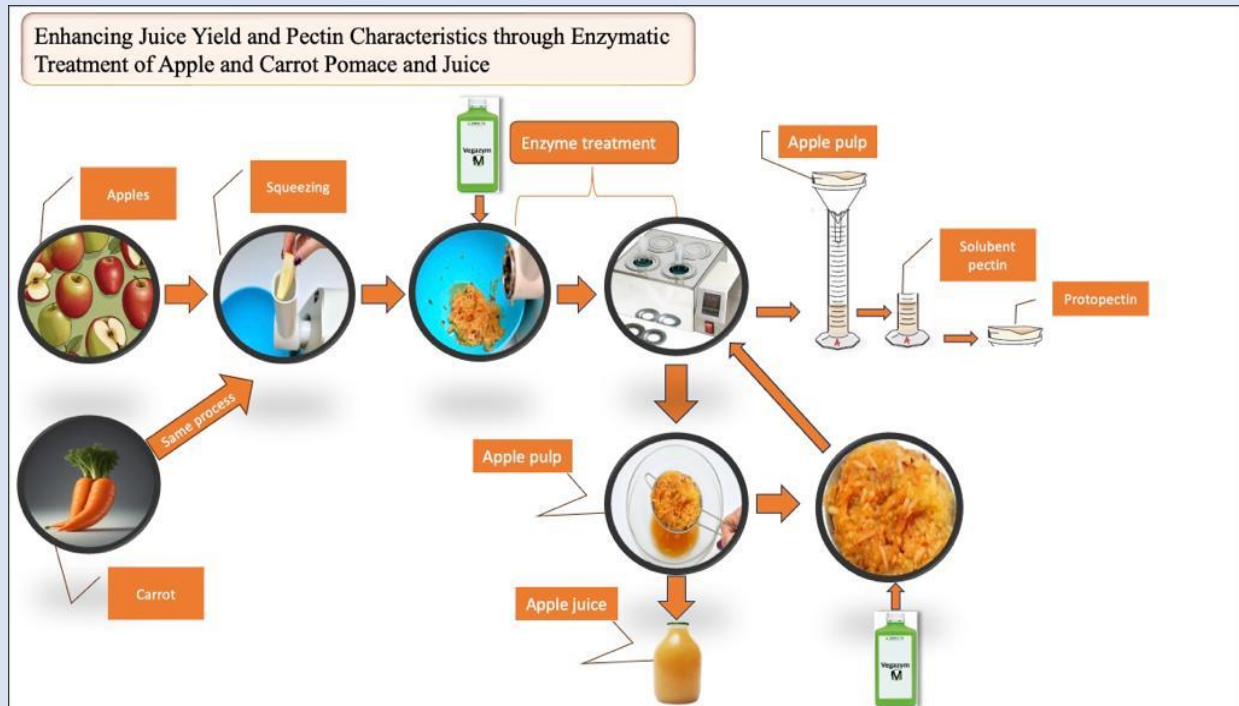 Enhancing Juice Yield and Pectin Characteristics through Enzymatic
Treatment of Apple and Carrot Pomace and Juice
Vegazym
M
Enzyme treatment
Apple pulp
Apples
Squeezing
Solubent
pectin
Protopectin
Same process
Apple pulp
Carrot
Apple juice
Vegazym
M